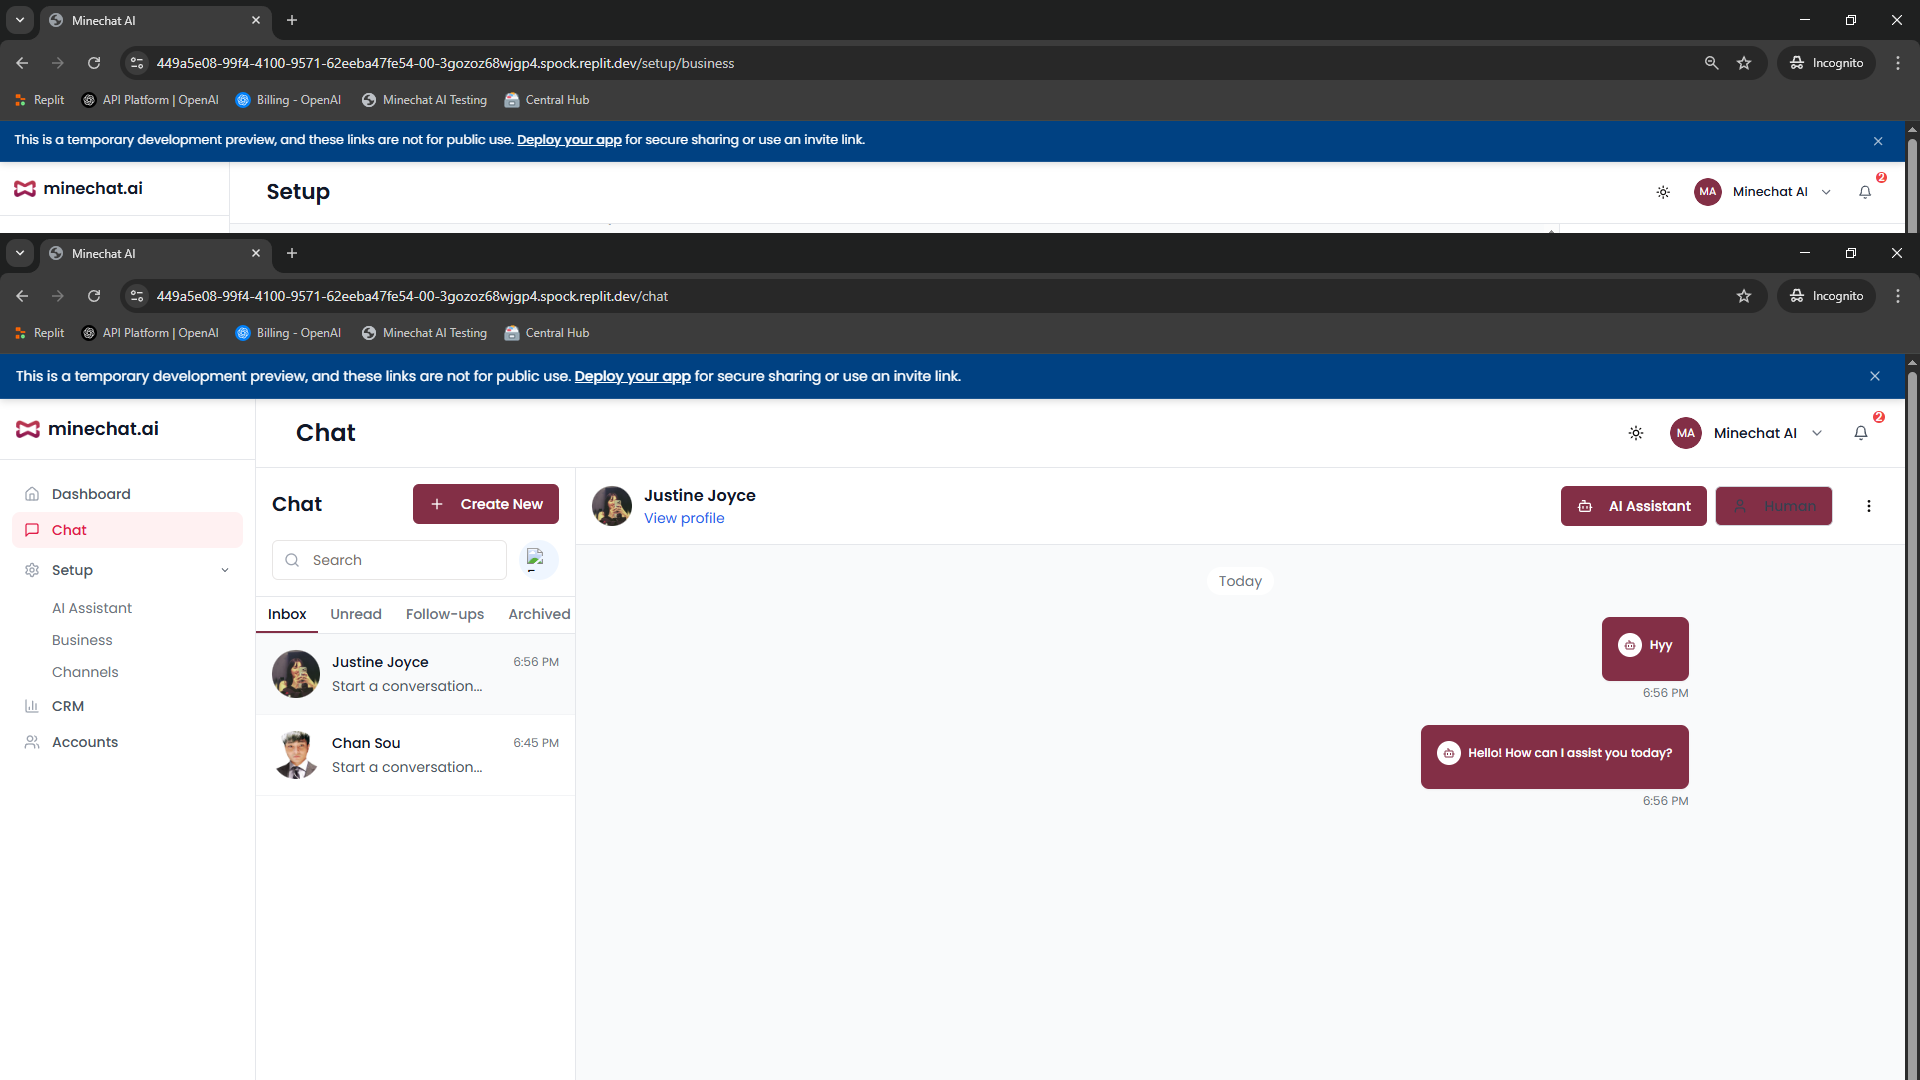 Minechat AI
449a5e08-99f4-4100-9571-62eeba47fe54-00-3gozoz68wjgp4.spock.replit.dev/setup/business
Incognito
Replit API Platform | OpenAI Billing - OpenAI Minechat AI Testing Central Hub
This is a temporary development preview, and these links are not for public use. Deploy your app for secure sharing or use an invite link.
minechat.ai
Setup
MA Minechat AI
2
Minechat AI
449a5e08-99f4-4100-9571-62eeba47fe54-00-3gozoz68wjgp4.spock.replit.dev/chat
Incognito
Replit API Platform | OpenAI Billing - OpenAI Minechat AI Testing Central Hub
This is a temporary development preview, and these links are not for public use. Deploy your app for secure sharing or use an invite link.
minechat.ai
Chat
MA Minechat AI
2
Dashboard
Chat
Setup
AI Assistant
Business
Channels
CRM
Accounts
Chat
Create New
Search
Inbox Unread Follow-ups Archived
Justine Joyce 6:56 PM
Start a conversation...
Chan Sou 6:45 PM
Start a conversation...
Justine Joyce
View profile
AI Assistant
Human
Today
Hyy
6:56 PM
Hello! How can I assist you today?
6:56 PM